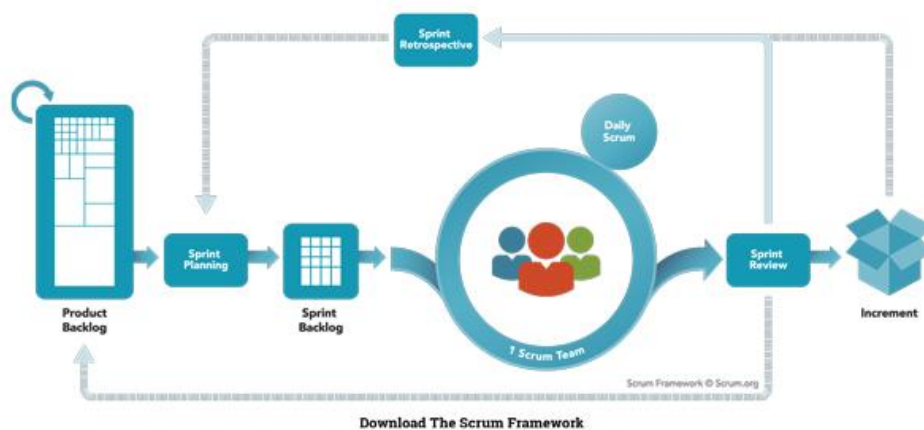 Sprint
Retrospective
Daily
Scrum
Sprint
Planning
Sprint
Review
Product
Backlog
Sprint
Backlog
Increment
1 Scrum Team
Scrum Framework © Scrum.org
Download The Scrum Framework